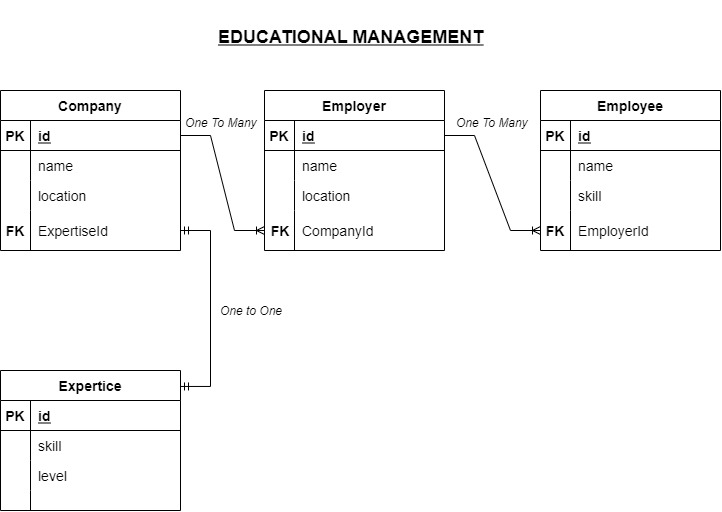 EDUCATIONAL MANAGEMENT
Company
PK id
name
location
FK ExpertiseId
One To Many
Employer
PK id
name
location
FK CompanyId
One To Many
Employee
PK id
name
skill
FK EmployerId
One to One
Expertice
PK id
skill
level